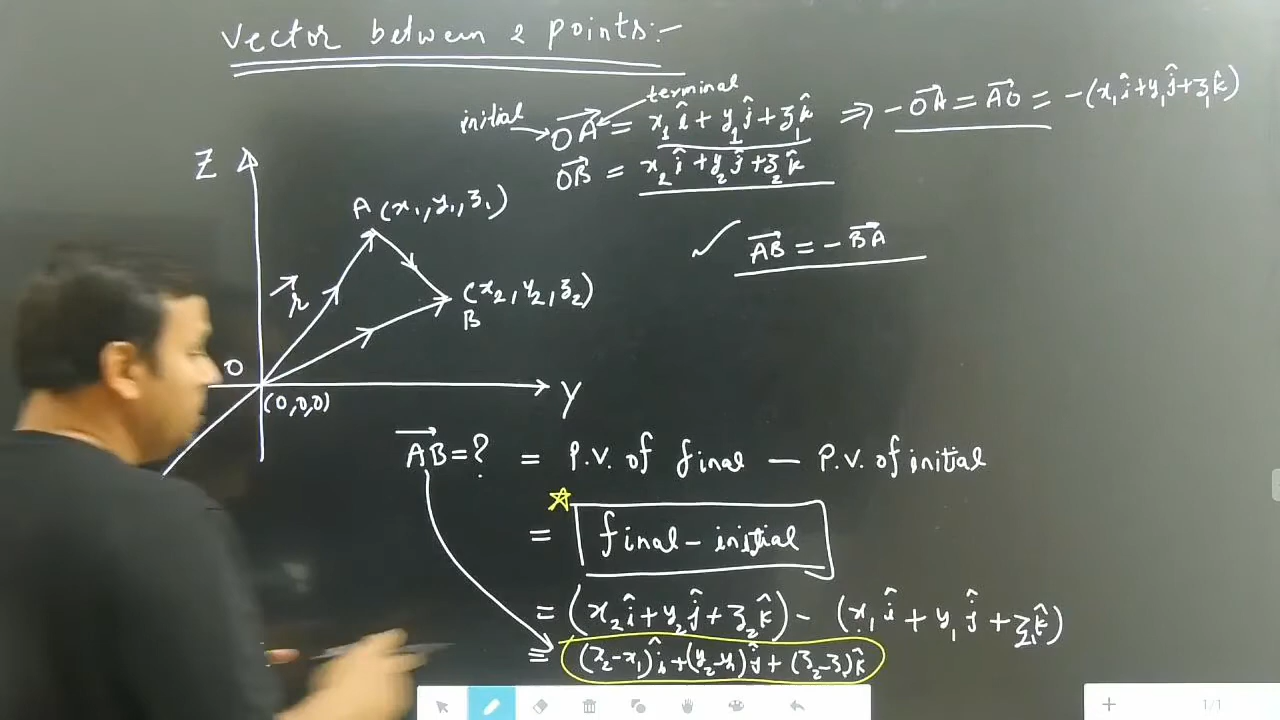 Vector between 2 points:-
initial
terminal
OA⃗ = x₁î + y₁ĵ + z₁k̂ ⇒ -OA⃗ = AO⃗ = -(x₁î + y₁ĵ + z₁k̂)
OB⃗ = x₂î + y₂ĵ + z₂k̂
Z
A (x₁, y₁, z₁)
✓ AB⃗ = - BA⃗
r⃗
(x₂, y₂, z₂)
B
O
(0,0,0)
Y
AB⃗ = ? = P.V. of final - P.V. of initial
= final - initial
= (x₂î + y₂ĵ + z₂k̂) - (x₁î + y₁ĵ + z₁k̂)
= (x₂-x₁)î + (y₂-y₁)ĵ + (z₂-z₁)k̂
1/1